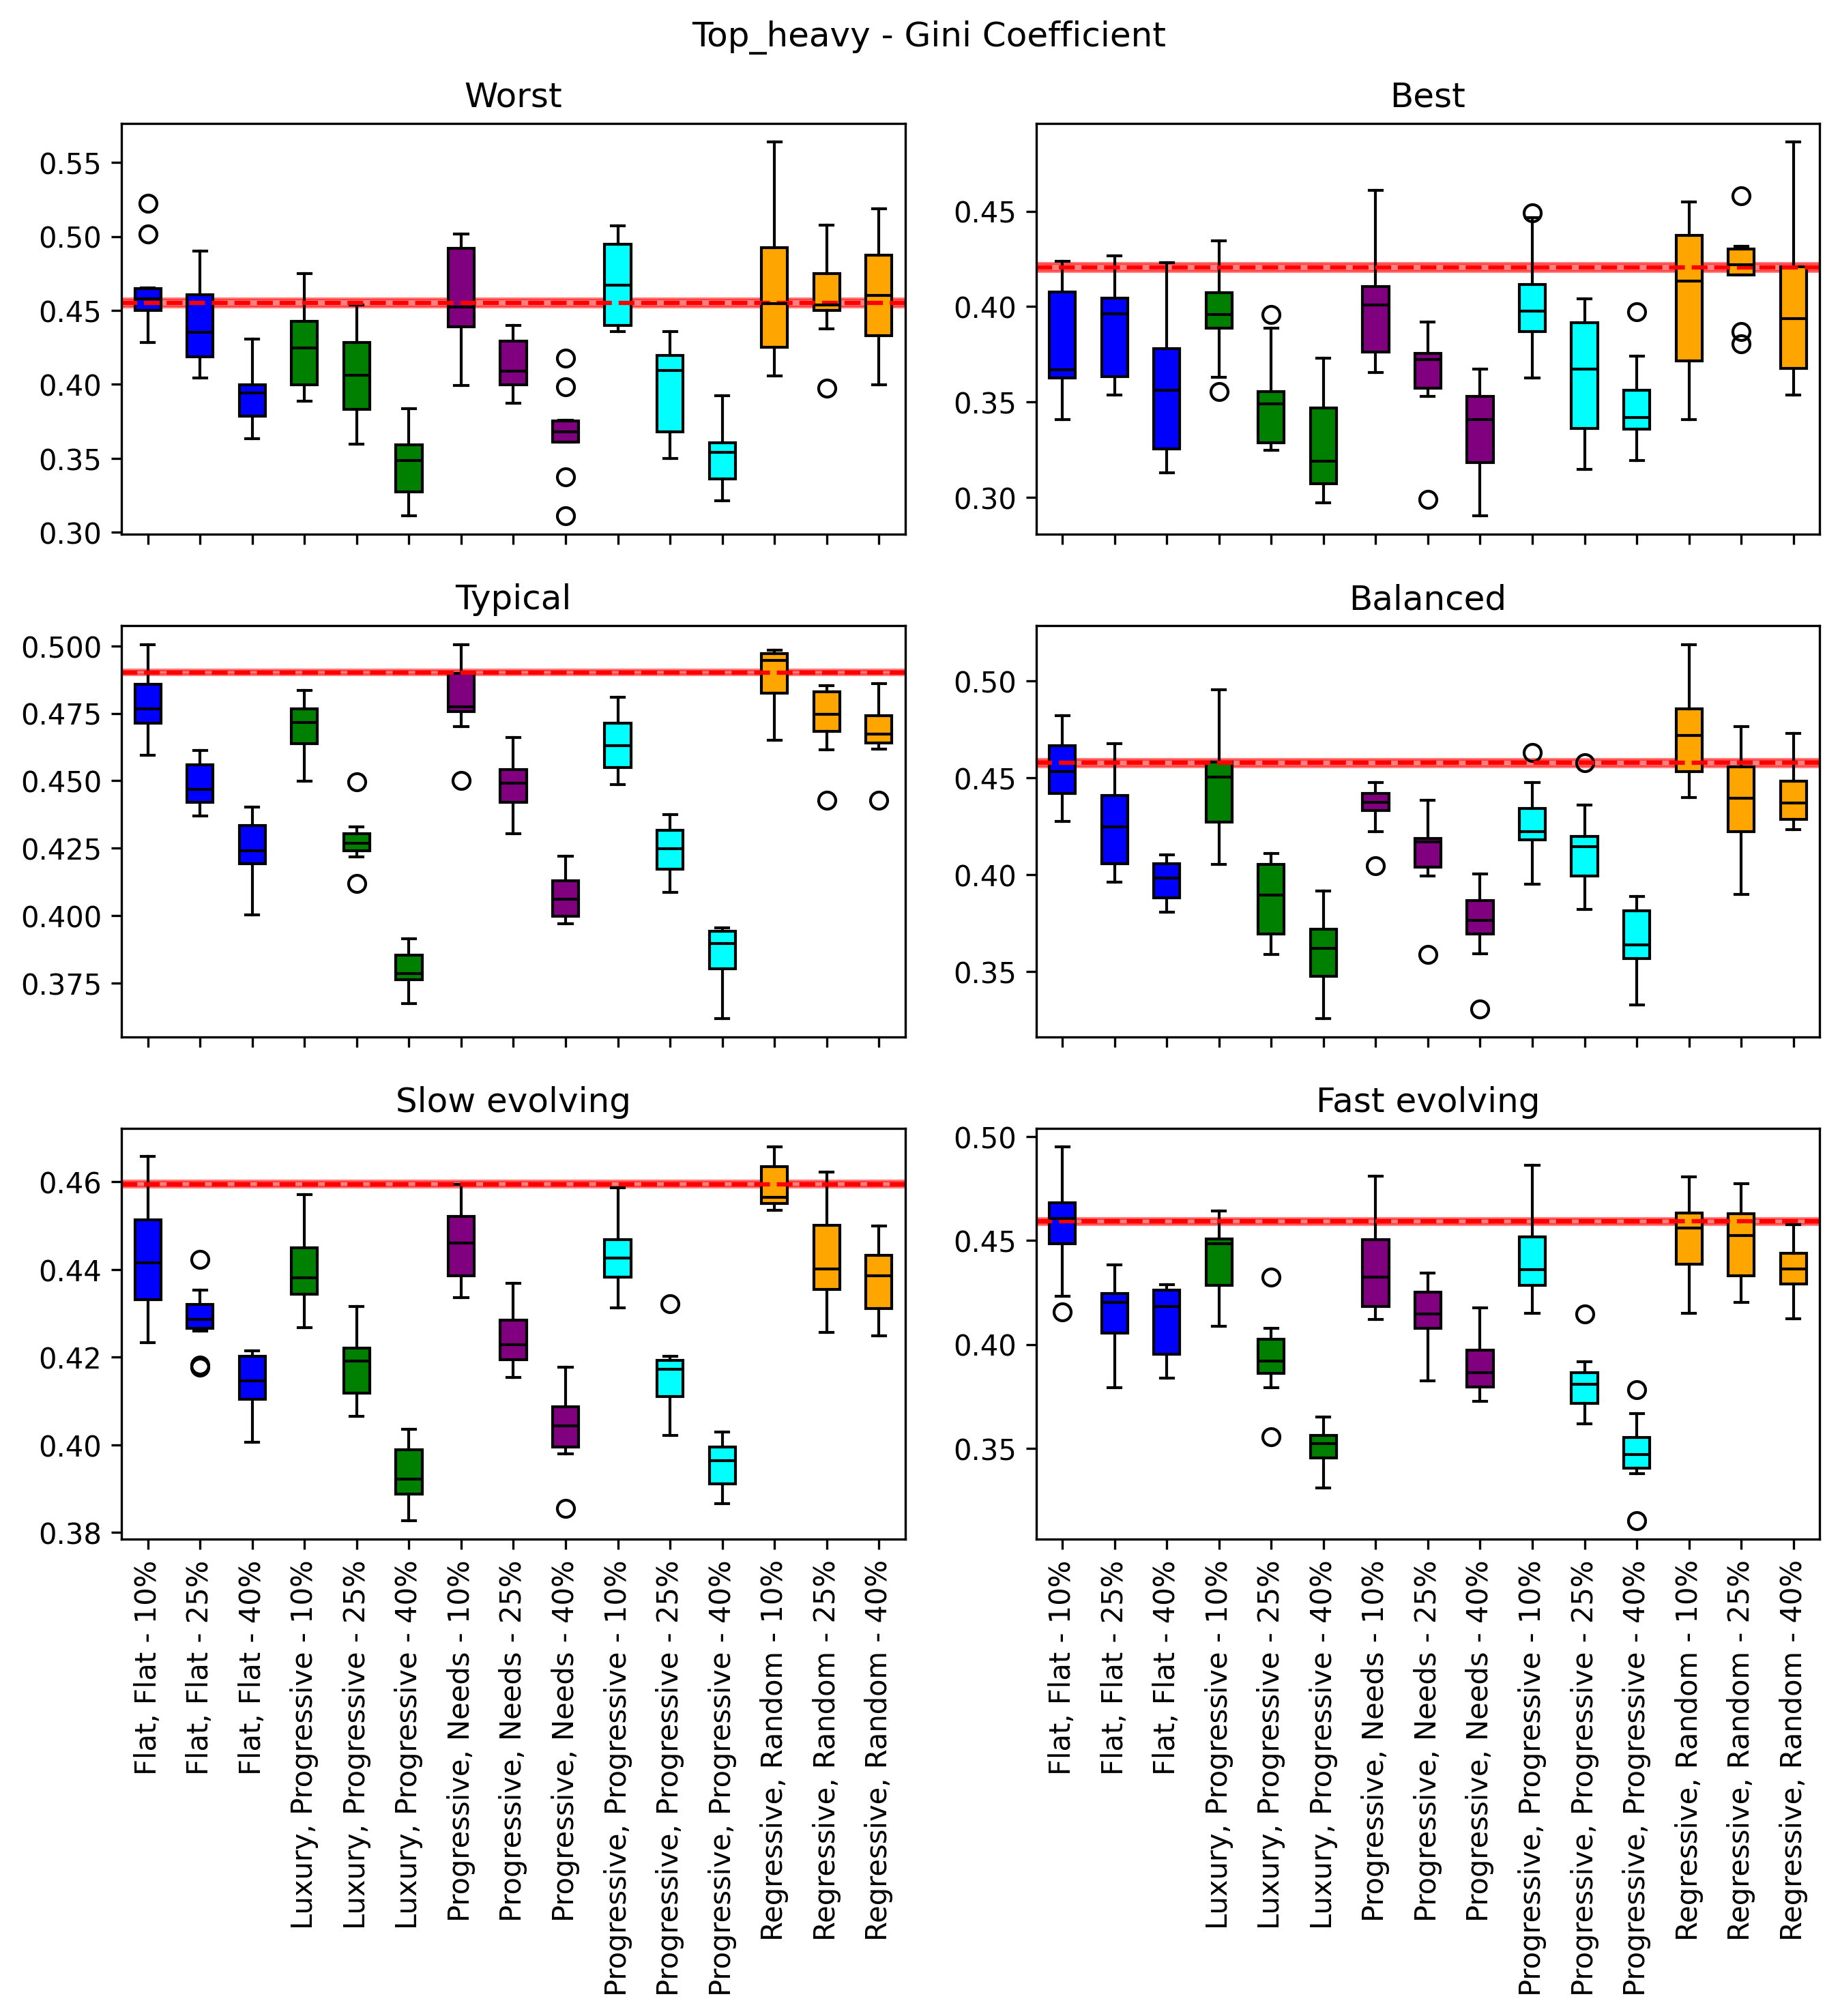 Top_heavy - Gini Coefficient
Worst
0.55
0.50
0.45
0.40
0.35
0.30
Best
0.45
0.40
0.35
0.30
Typical
0.500
0.475
0.450
0.425
0.400
0.375
Balanced
0.50
0.45
0.40
0.35
Slow evolving
0.46
0.44
0.42
0.40
0.38
Flat, Flat - 10%
Flat, Flat - 25%
Flat, Flat - 40%
Luxury, Progressive - 10%
Luxury, Progressive - 25%
Luxury, Progressive - 40%
Progressive, Needs - 10%
Progressive, Needs - 25%
Progressive, Needs - 40%
Progressive, Progressive - 10%
Progressive, Progressive - 25%
Progressive, Progressive - 40%
Regressive, Random - 10%
Regressive, Random - 25%
Regressive, Random - 40%
Fast evolving
0.50
0.45
0.40
0.35
Flat, Flat - 10%
Flat, Flat - 25%
Flat, Flat - 40%
Luxury, Progressive - 10%
Luxury, Progressive - 25%
Luxury, Progressive - 40%
Progressive, Needs - 10%
Progressive, Needs - 25%
Progressive, Needs - 40%
Progressive, Progressive - 10%
Progressive, Progressive - 25%
Progressive, Progressive - 40%
Regressive, Random - 10%
Regressive, Random - 25%
Regressive, Random - 40%